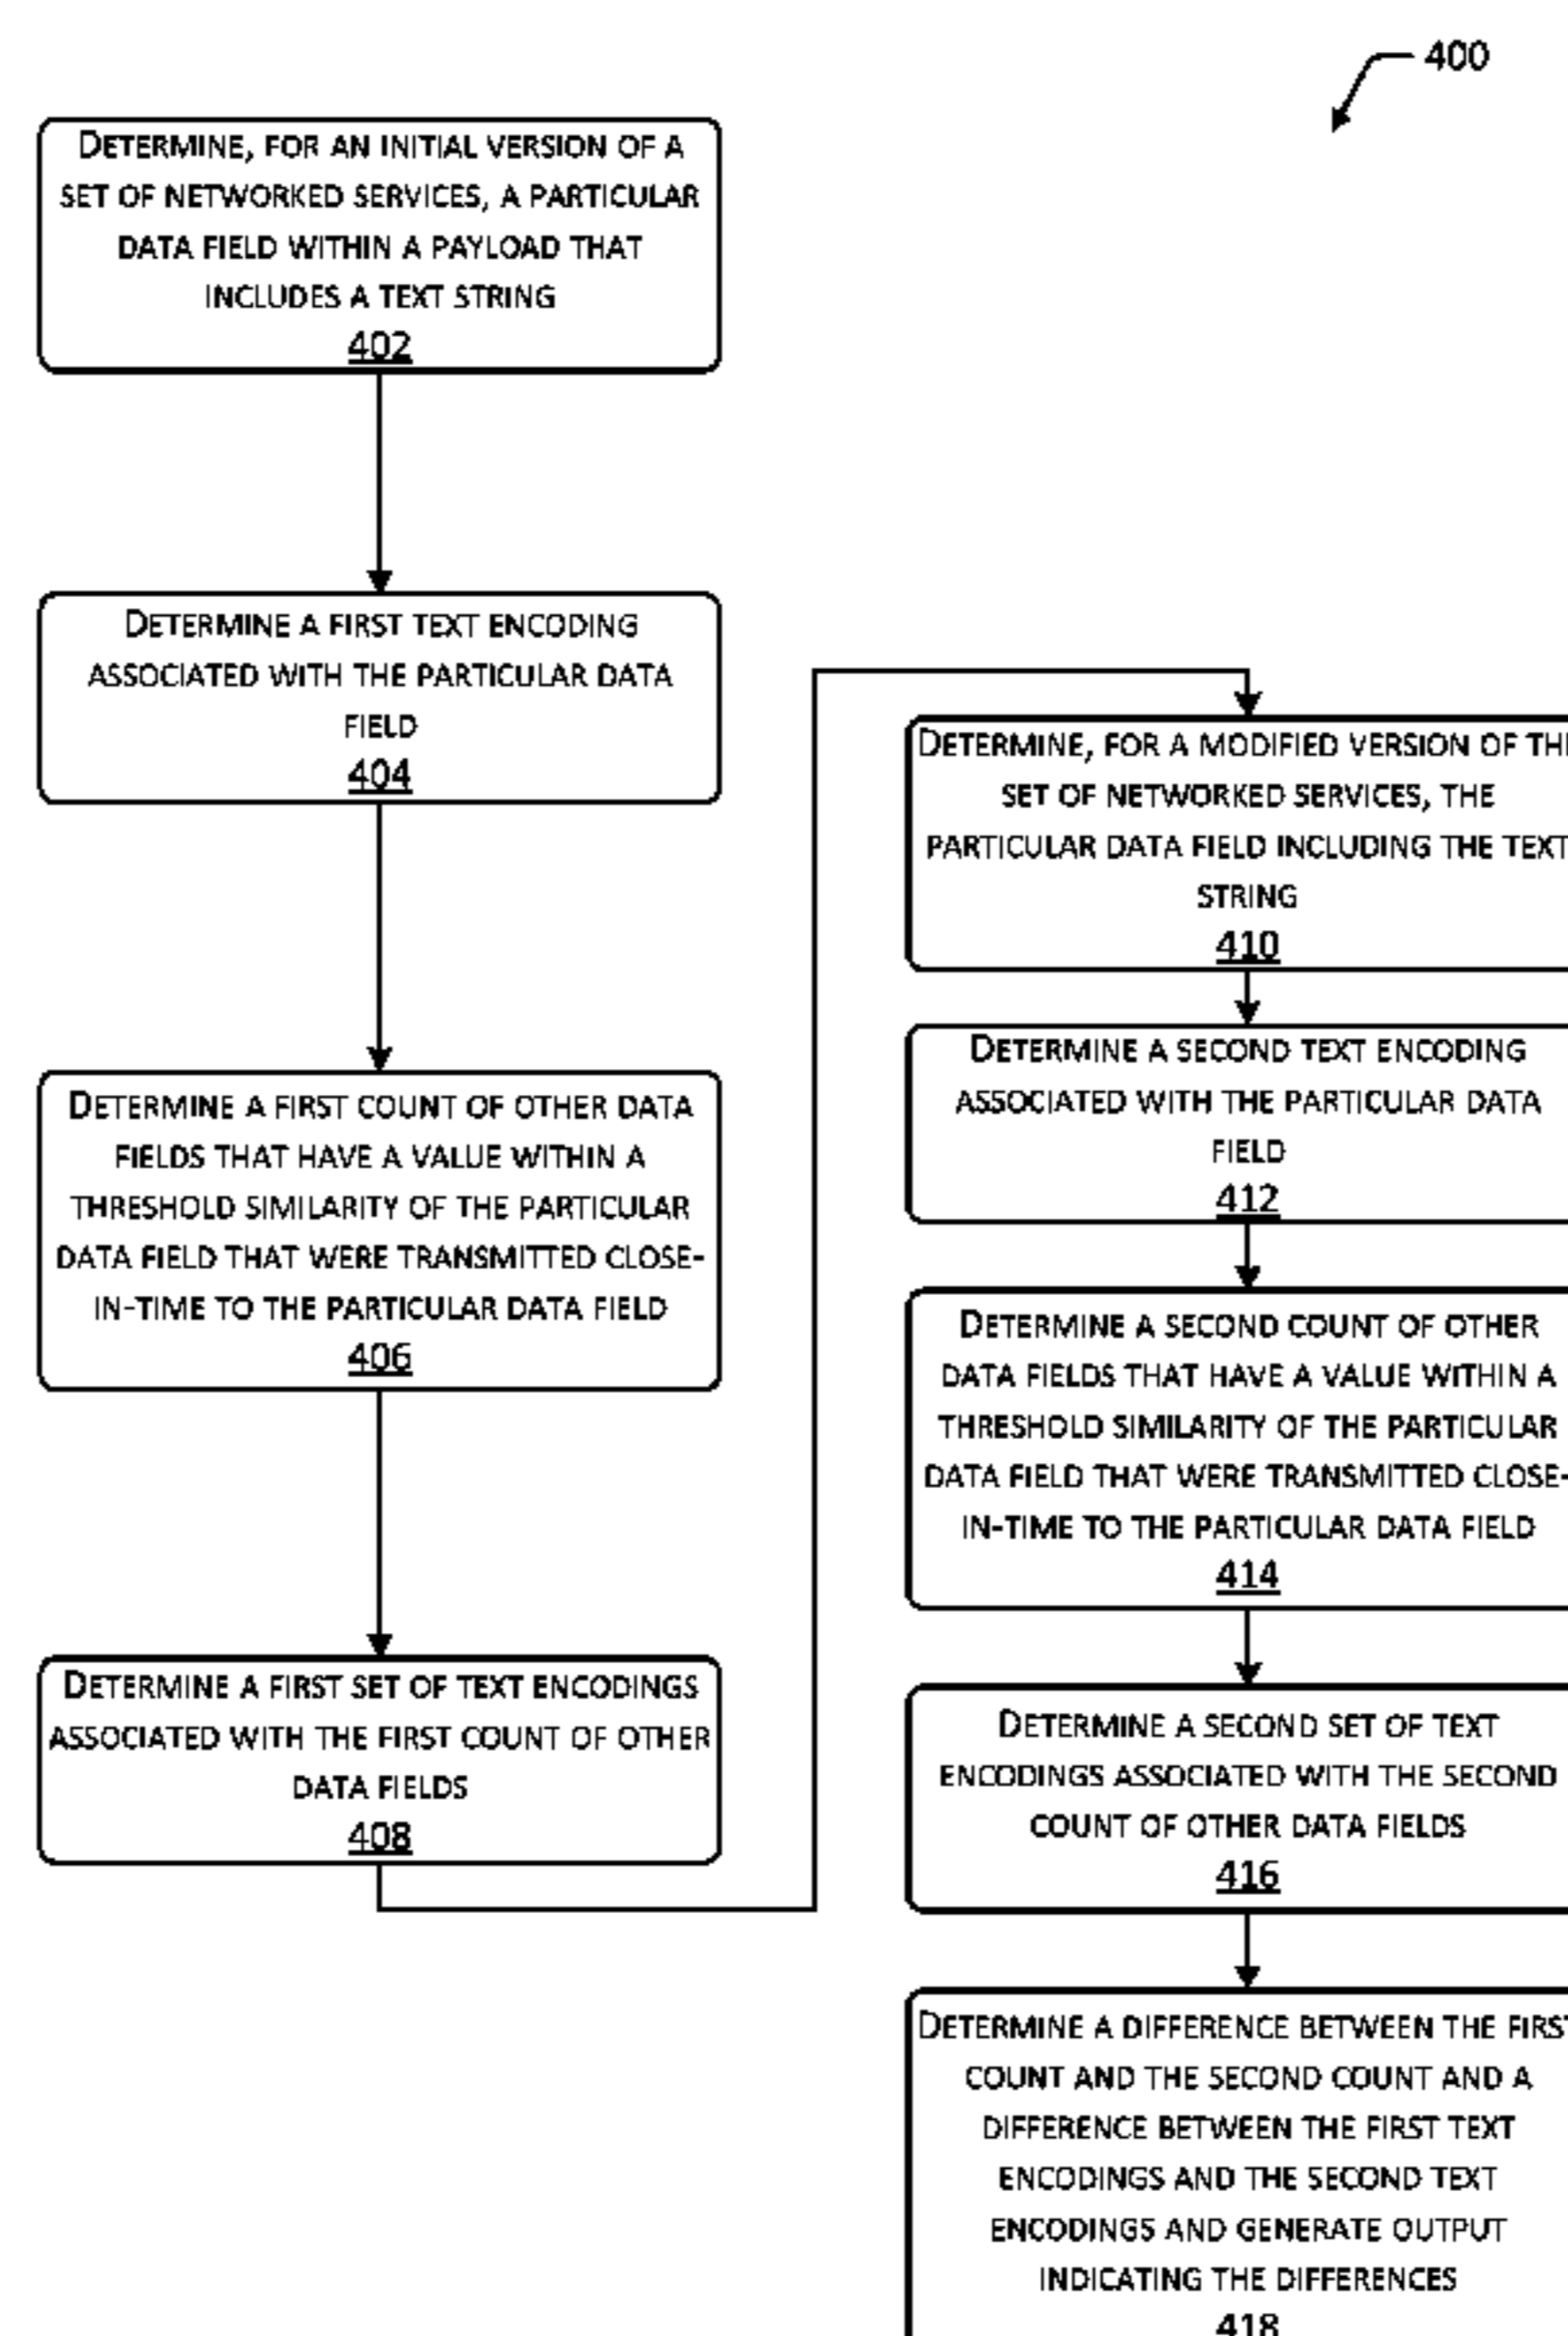 400
DETERMINE, FOR AN INITIAL VERSION OF A
SET OF NETWORKED SERVICES, A PARTICULAR
DATA FIELD WITHIN A PAYLOAD THAT
INCLUDES A TEXT STRING
402
DETERMINE A FIRST TEXT ENCODING
ASSOCIATED WITH THE PARTICULAR DATA
FIELD
404
DETERMINE A FIRST COUNT OF OTHER DATA
FIELDS THAT HAVE A VALUE WITHIN A
THRESHOLD SIMILARITY OF THE PARTICULAR
DATA FIELD THAT WERE TRANSMITTED CLOSE-
IN-TIME TO THE PARTICULAR DATA FIELD
406
DETERMINE A FIRST SET OF TEXT ENCODINGS
ASSOCIATED WITH THE FIRST COUNT OF OTHER
DATA FIELDS
408
DETERMINE, FOR A MODIFIED VERSION OF THE
SET OF NETWORKED SERVICES, THE
PARTICULAR DATA FIELD INCLUDING THE TEXT
STRING
410
DETERMINE A SECOND TEXT ENCODING
ASSOCIATED WITH THE PARTICULAR DATA
FIELD
412
DETERMINE A SECOND COUNT OF OTHER
DATA FIELDS THAT HAVE A VALUE WITHIN A
THRESHOLD SIMILARITY OF THE PARTICULAR
DATA FIELD THAT WERE TRANSMITTED CLOSE-
IN-TIME TO THE PARTICULAR DATA FIELD
414
DETERMINE A SECOND SET OF TEXT
ENCODINGS ASSOCIATED WITH THE SECOND
COUNT OF OTHER DATA FIELDS
416
DETERMINE A DIFFERENCE BETWEEN THE FIRST
COUNT AND THE SECOND COUNT AND A
DIFFERENCE BETWEEN THE FIRST TEXT
ENCODINGS AND THE SECOND TEXT
ENCODINGS AND GENERATE OUTPUT
INDICATING THE DIFFERENCES
418